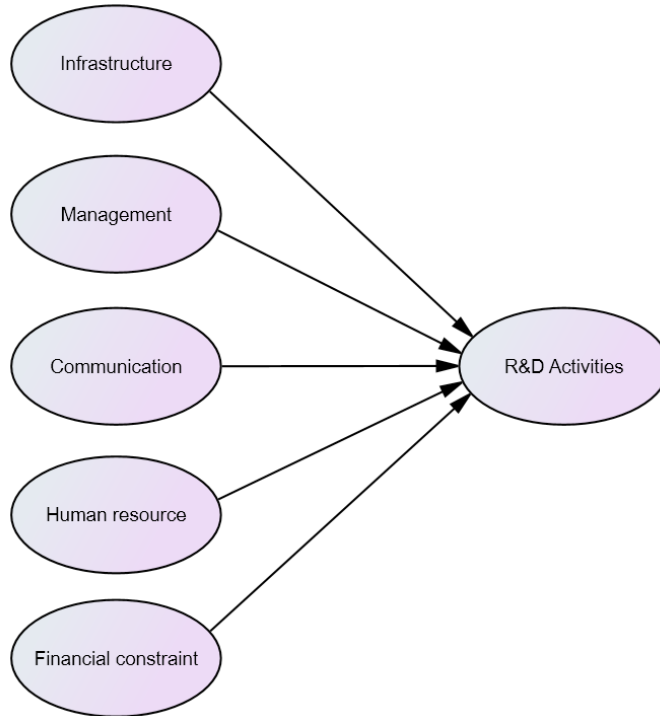 Infrastructure
Management
Communication
R&D Activities
Human resource
Financial constraint